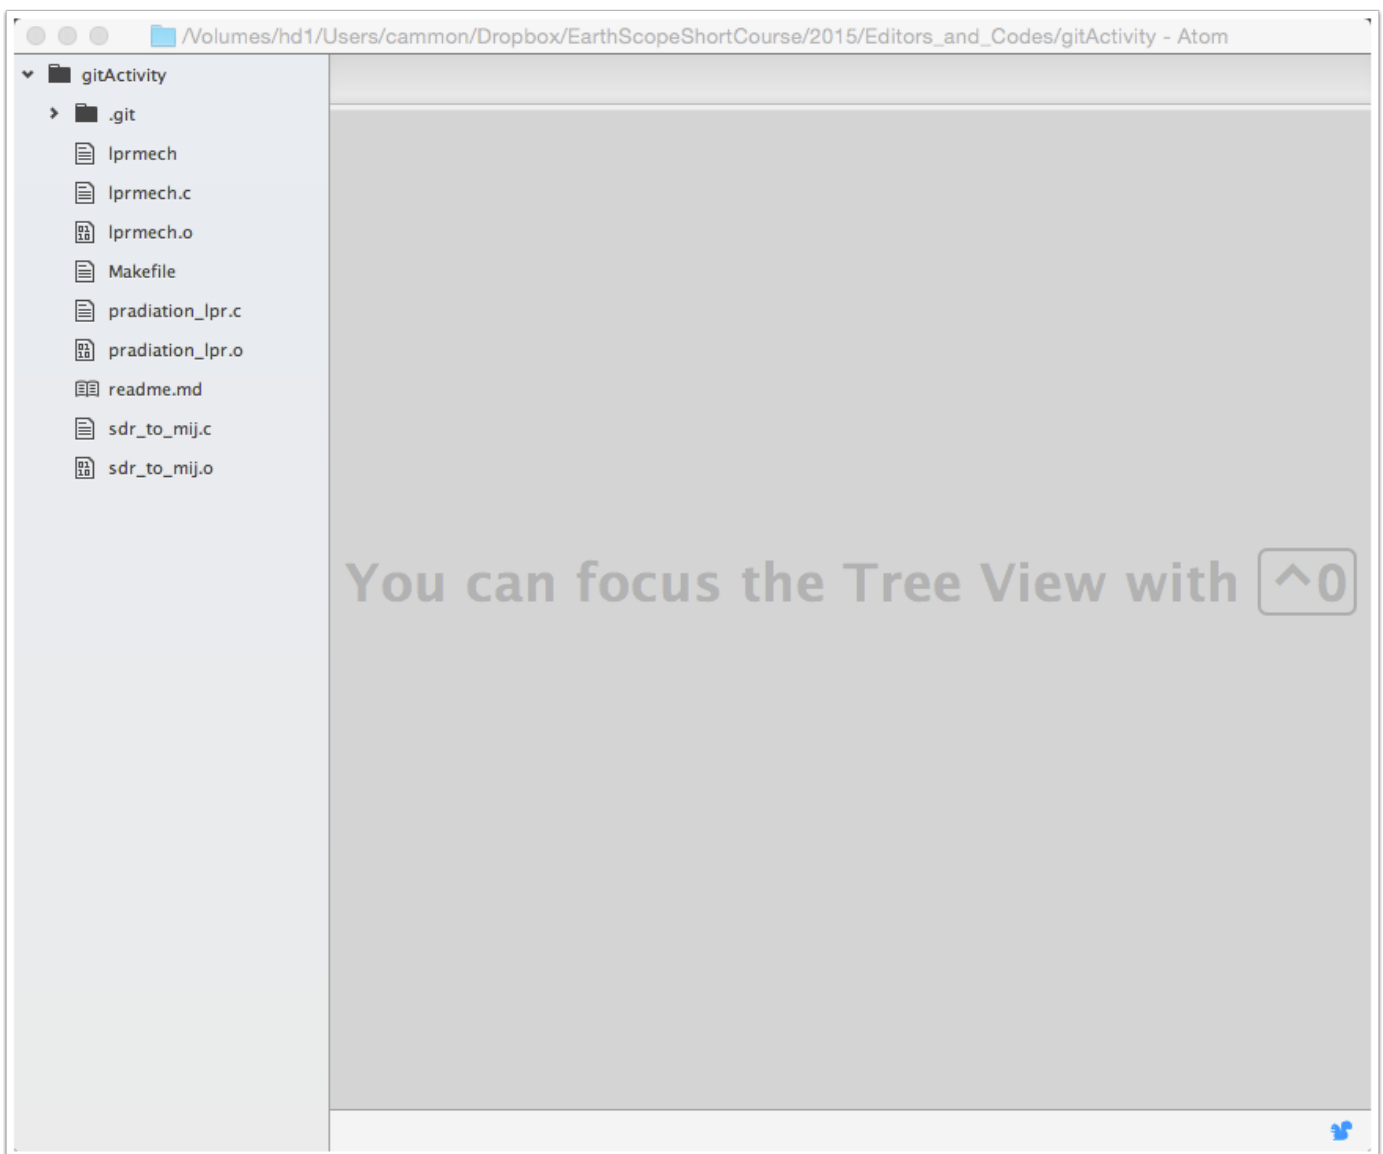 /Volumes/hd1/Users/cammon/Dropbox/EarthScopeShortCourse/2015/Editors_and_Codes/gitActivity - Atom
gitActivity
.git
lprmech
lprmech.c
lprmech.o
Makefile
pradiation_lpr.c
pradiation_lpr.o
readme.md
sdr_to_mij.c
sdr_to_mij.o
You can focus the Tree View with ^0